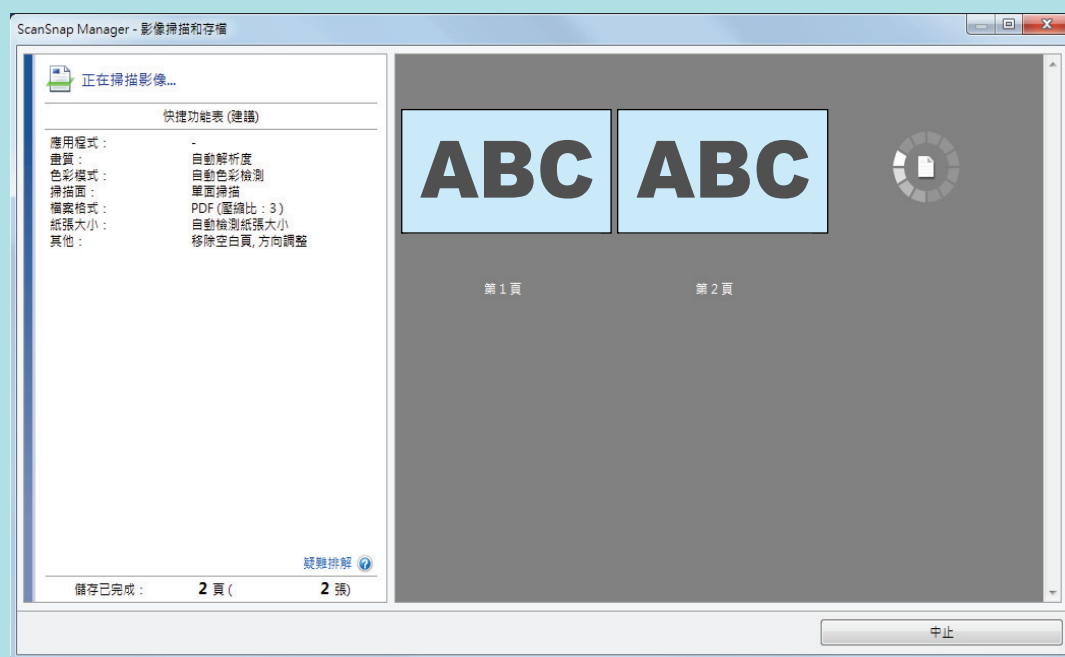 ScanSnap Manager - 影像掃描和存檔
正在掃描影像...
快捷功能表 (建議)
應用程式： -
畫質： 自動解析度
色彩模式： 自動色彩檢測
掃描面： 單面掃描
檔案格式： PDF (壓縮比：3)
紙張大小： 自動檢測紙張大小
其他： 移除空白頁, 方向調整
ABC ABC
第 1 頁 第 2 頁
疑難排解
儲存已完成： 2 頁 ( 2 張)
中止